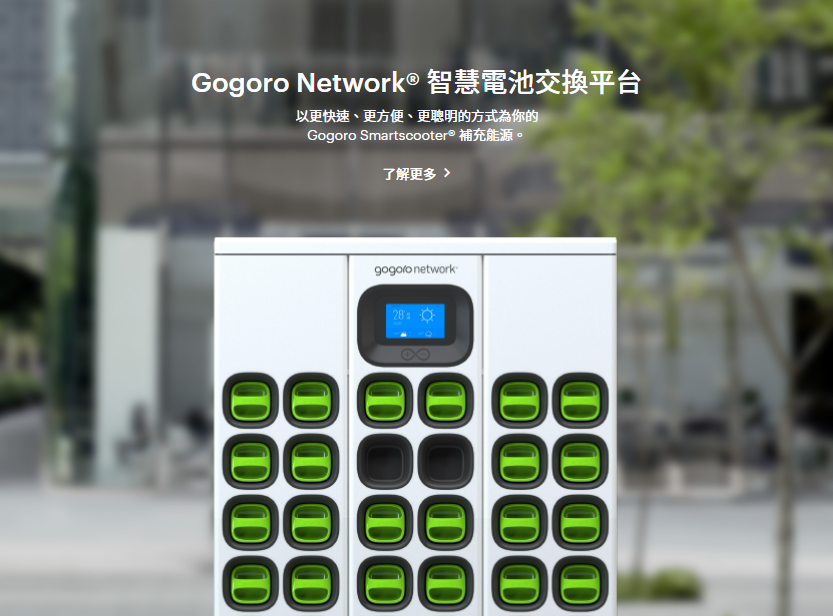 Gogoro Network® 智慧電池交換平台
以更快速、更方便、更聰明的方式為你的
Gogoro Smartscooter® 補充能源。
了解更多 >
gogoro network
28°